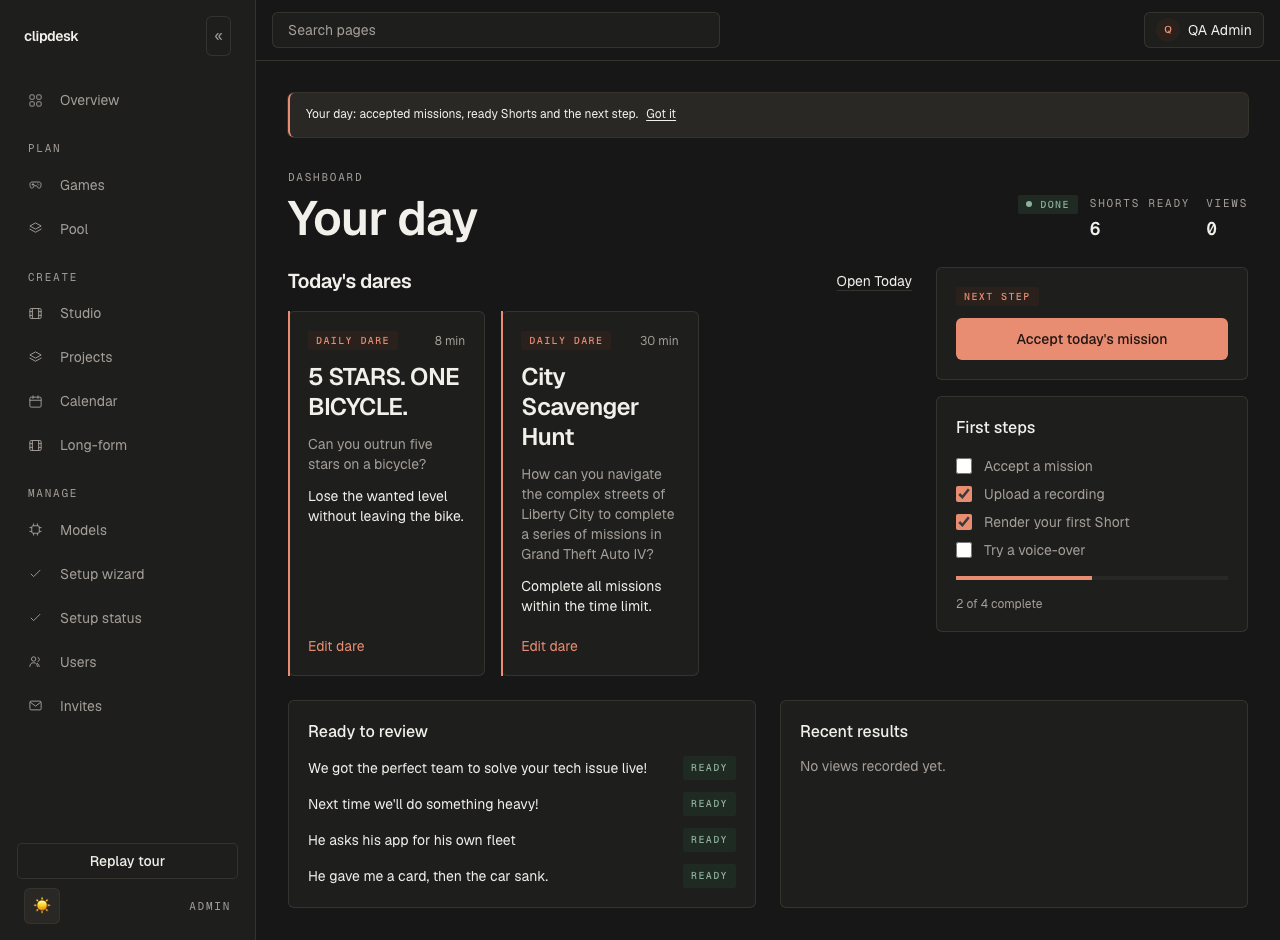 clipdesk
«
Overview
PLAN
Games
Pool
CREATE
Studio
Projects
Calendar
Long-form
MANAGE
Models
Setup wizard
Setup status
Users
Invites
Replay tour
ADMIN
Search pages
Q QA Admin
Your day: accepted missions, ready Shorts and the next step. Got it
DASHBOARD
Your day
DONE
SHORTS READY
6
VIEWS
0
Today's dares
Open Today
DAILY DARE 8 min
5 STARS. ONE
BICYCLE.
Can you outrun five
stars on a bicycle?
Lose the wanted level
without leaving the bike.
Edit dare
DAILY DARE 30 min
City
Scavenger
Hunt
How can you navigate
the complex streets of
Liberty City to complete
a series of missions in
Grand Theft Auto IV?
Complete all missions
within the time limit.
Edit dare
NEXT STEP
Accept today's mission
First steps
Accept a mission
Upload a recording
Render your first Short
Try a voice-over
2 of 4 complete
Ready to review
We got the perfect team to solve your tech issue live! READY
Next time we'll do something heavy! READY
He asks his app for his own fleet READY
He gave me a card, then the car sank. READY
Recent results
No views recorded yet.